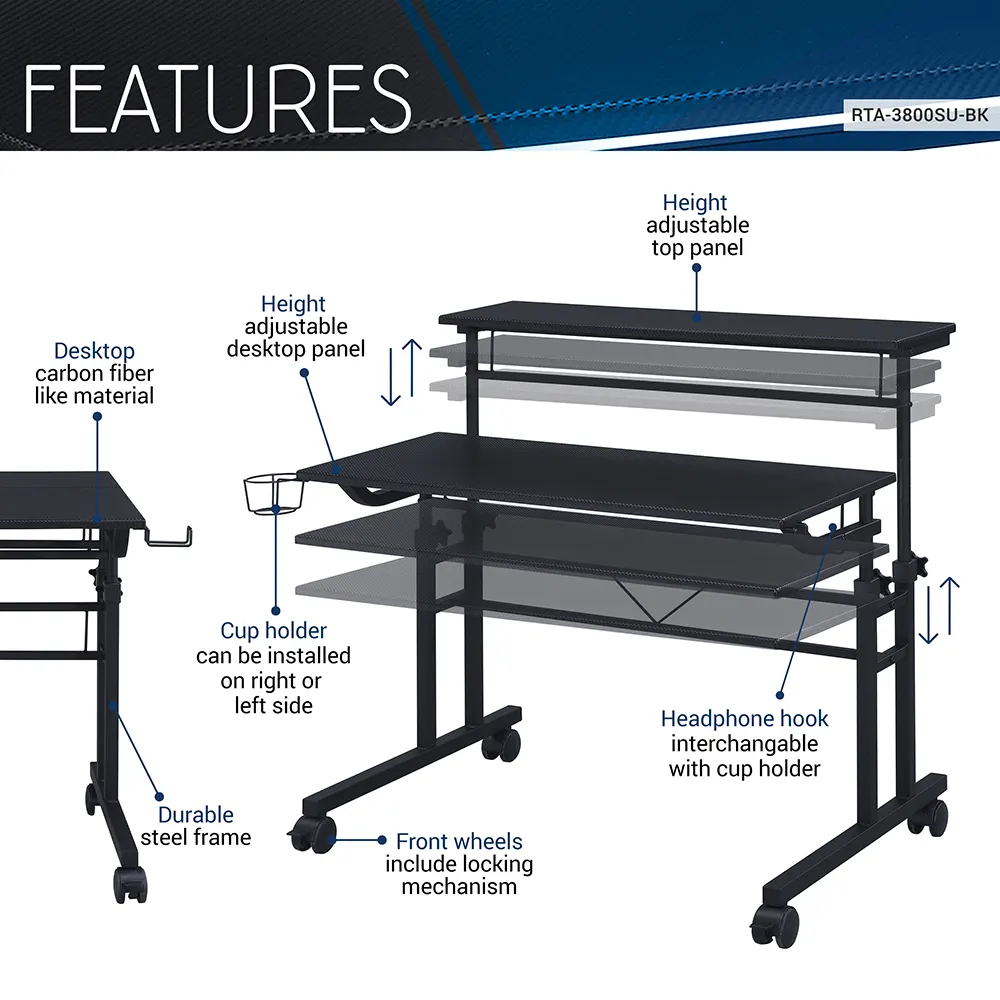 FEATURES
RTA-3800SU-BK
Height
adjustable
top panel
Height
adjustable
desktop panel
Desktop
carbon fiber
like material
Cup holder
can be installed
on right or
left side
Headphone hook
interchangable
with cup holder
Durable
steel frame
Front wheels
include locking
mechanism